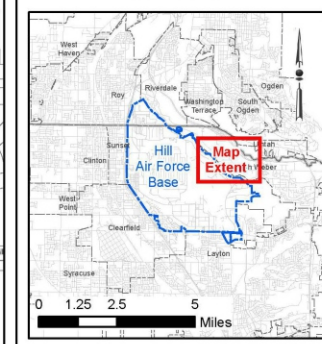 West
Haven
Riverdale
Ogden
Roy
Washington
Terrace
South
Ogden
Sunset
Hill
Air Force
Base
Map
Extent
Uintah
h Weber
Clinton
West
Point
Clearfield
Layton
Syracuse
0 1.25 2.5 5
Miles